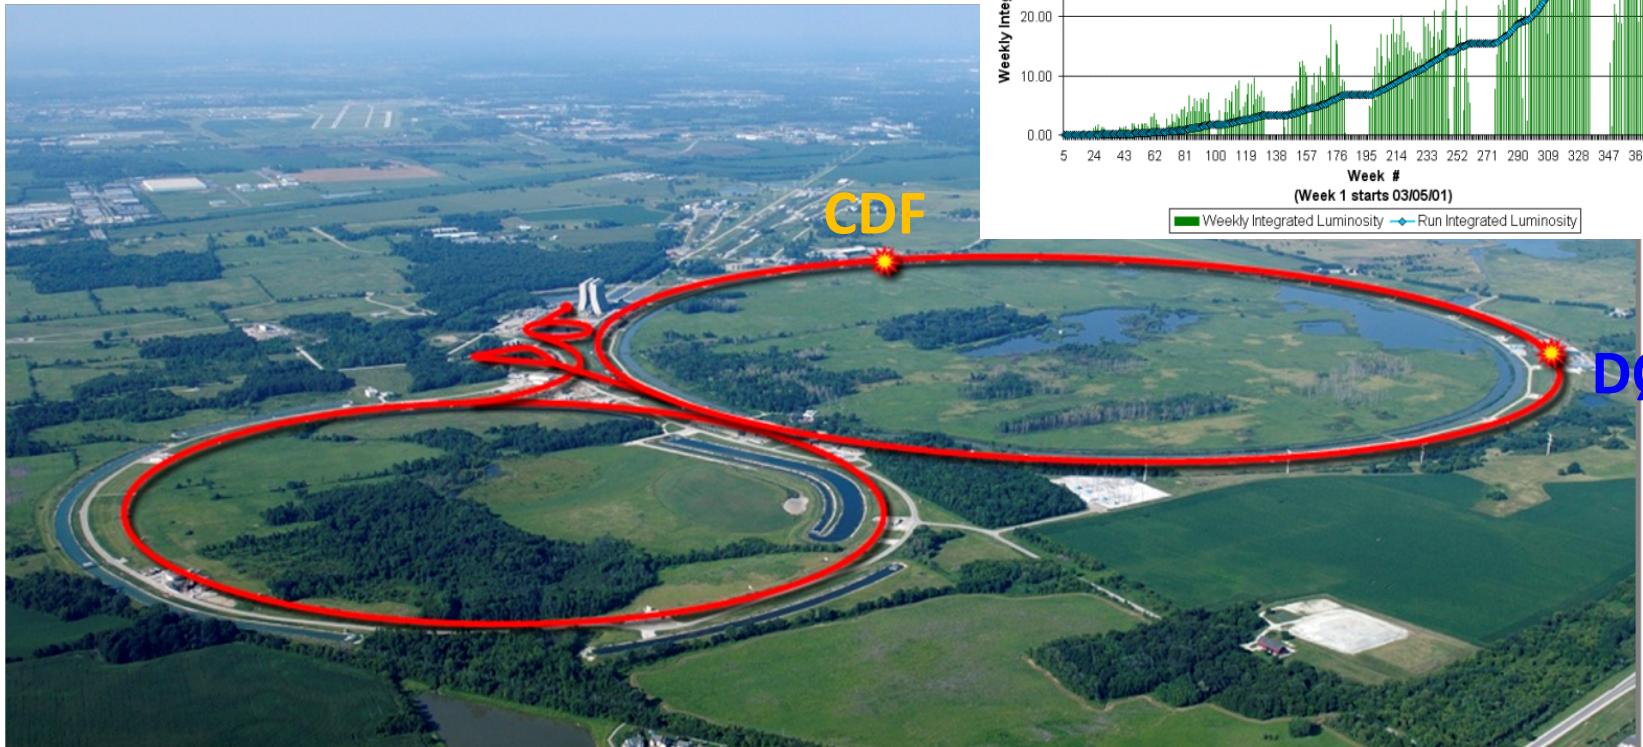 Weekly
20.00
10.00
0.00
5 24 43 62 81 100 119 138 157 176 195 214 233 252 271 290 309 328 347
Week #
(Week 1 starts 03/05/01)
Weekly Integrated Luminosity Run Integrated Luminosity
CDF